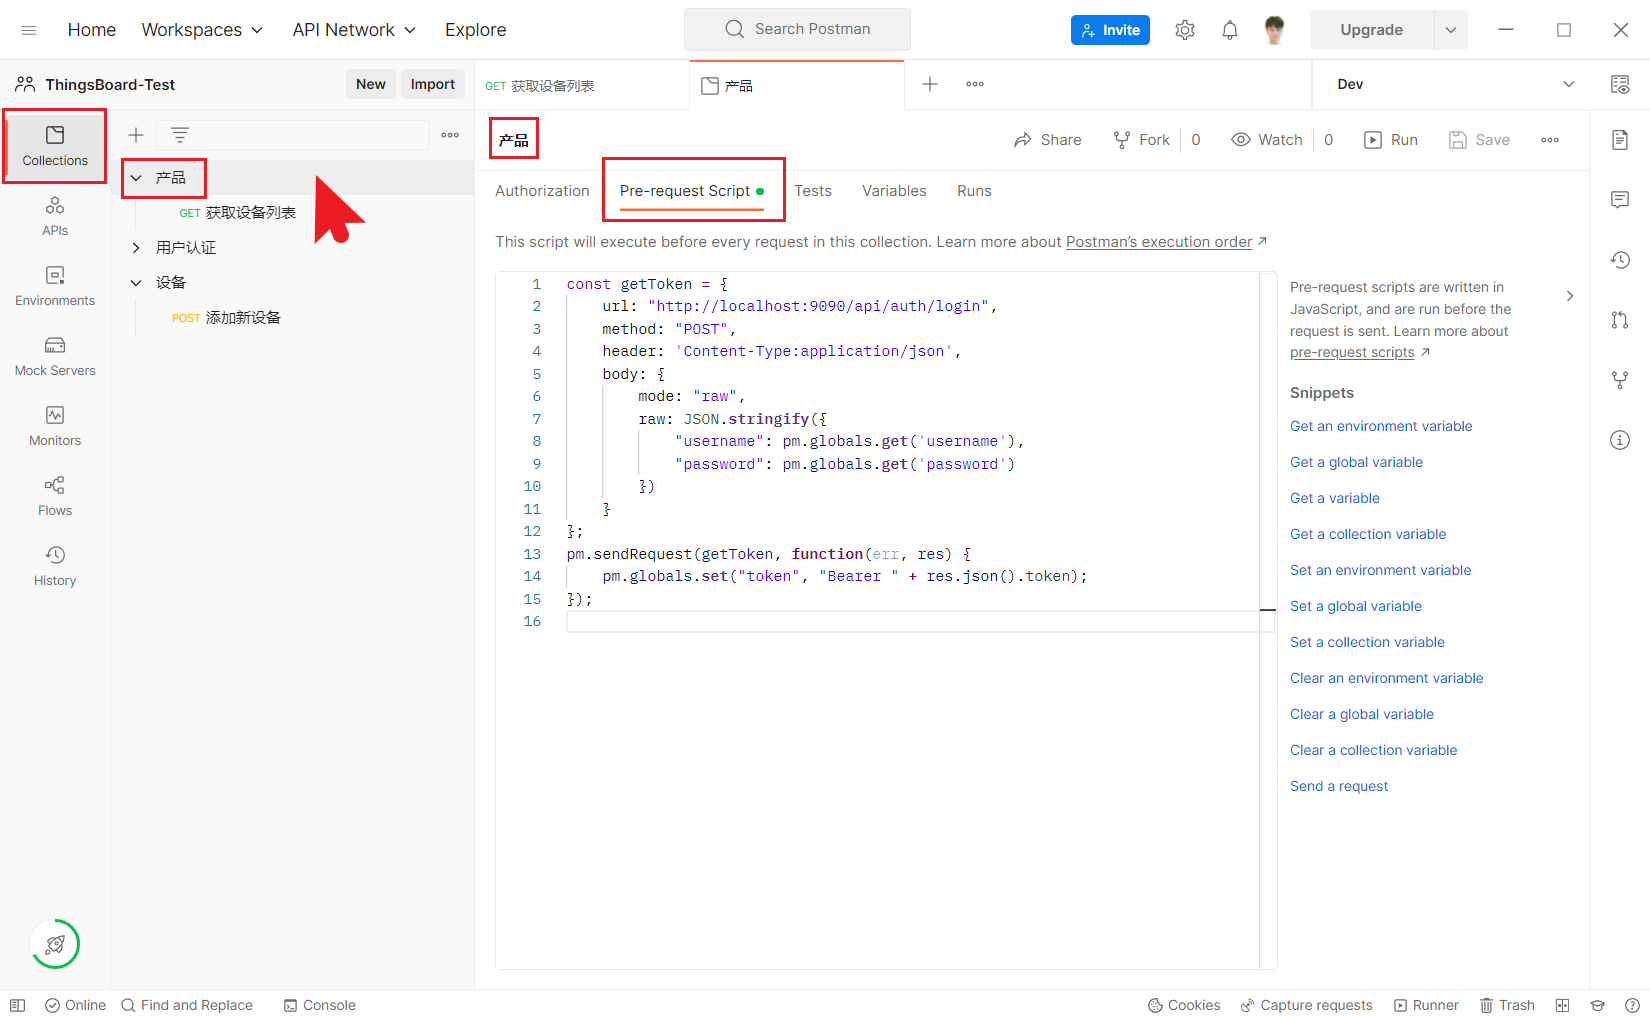 Home Workspaces API Network Explore Search Postman Invite Upgrade
ThingsBoard-Test New Import GET 获取设备列表 产品 Dev
Collections
APIs
Environments
Mock Servers
Monitors
Flows
History
产品
GET 获取设备列表
用户认证
设备
POST 添加新设备
产品 Share Fork 0 Watch 0 Run Save
Authorization Pre-request Script Tests Variables Runs
This script will execute before every request in this collection. Learn more about Postman's execution order ↗
1 const getToken = {
2 url: "http://localhost:9090/api/auth/login",
3 method: "POST",
4 header: 'Content-Type:application/json',
5 body: {
6 mode: "raw",
7 raw: JSON.stringify({
8 "username": pm.globals.get('username'),
9 "password": pm.globals.get('password')
10 })
11 }
12 };
13 pm.sendRequest(getToken, function(err, res) {
14 pm.globals.set("token", "Bearer " + res.json().token);
15 });
16
Pre-request scripts are written in
JavaScript, and are run before the
request is sent. Learn more about
pre-request scripts ↗
Snippets
Get an environment variable
Get a global variable
Get a variable
Get a collection variable
Set an environment variable
Set a global variable
Set a collection variable
Clear an environment variable
Clear a global variable
Clear a collection variable
Send a request
Online Find and Replace Console Cookies Capture requests Runner Trash